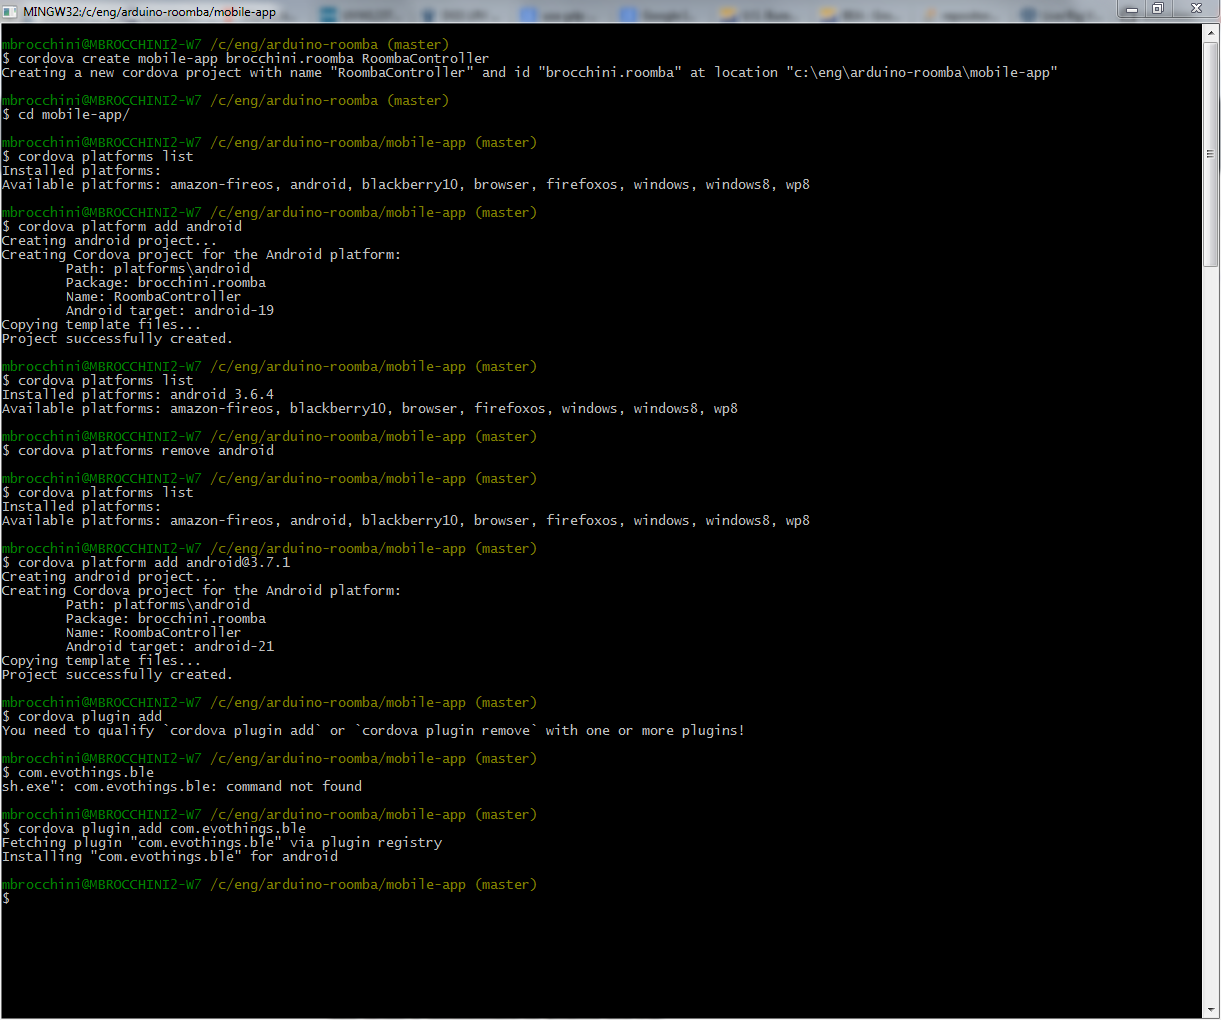 MINGW32:/c/eng/arduino-roomba/mobile-app
mbrocchini@MBROCCHINI2-W7 /c/eng/arduino-roomba (master)
$ cordova create mobile-app brocchini.roomba RoombaController
Creating a new cordova project with name "RoombaController" and id "brocchini.roomba" at location "c:\eng\arduino-roomba\mobile-app"
mbrocchini@MBROCCHINI2-W7 /c/eng/arduino-roomba (master)
$ cd mobile-app/
mbrocchini@MBROCCHINI2-W7 /c/eng/arduino-roomba/mobile-app (master)
$ cordova platforms list
Installed platforms:
Available platforms: amazon-fireos, android, blackberry10, browser, firefoxos, windows, windows8, wp8
mbrocchini@MBROCCHINI2-W7 /c/eng/arduino-roomba/mobile-app (master)
$ cordova platform add android
Creating android project...
Creating Cordova project for the Android platform:
Path: platforms\android
Package: brocchini.roomba
Name: RoombaController
Android target: android-19
Copying template files...
Project successfully created.
mbrocchini@MBROCCHINI2-W7 /c/eng/arduino-roomba/mobile-app (master)
$ cordova platforms list
Installed platforms: android 3.6.4
Available platforms: amazon-fireos, blackberry10, browser, firefoxos, windows, windows8, wp8
mbrocchini@MBROCCHINI2-W7 /c/eng/arduino-roomba/mobile-app (master)
$ cordova platforms remove android
mbrocchini@MBROCCHINI2-W7 /c/eng/arduino-roomba/mobile-app (master)
$ cordova platforms list
Installed platforms:
Available platforms: amazon-fireos, android, blackberry10, browser, firefoxos, windows, windows8, wp8
mbrocchini@MBROCCHINI2-W7 /c/eng/arduino-roomba/mobile-app (master)
$ cordova platform add android@3.7.1
Creating android project...
Creating Cordova project for the Android platform:
Path: platforms\android
Package: brocchini.roomba
Name: RoombaController
Android target: android-21
Copying template files...
Project successfully created.
mbrocchini@MBROCCHINI2-W7 /c/eng/arduino-roomba/mobile-app (master)
$ cordova plugin add
You need to qualify `cordova plugin add` or `cordova plugin remove` with one or more plugins!
mbrocchini@MBROCCHINI2-W7 /c/eng/arduino-roomba/mobile-app (master)
$ com.evothings.ble
sh.exe": com.evothings.ble: command not found
mbrocchini@MBROCCHINI2-W7 /c/eng/arduino-roomba/mobile-app (master)
$ cordova plugin add com.evothings.ble
Fetching plugin "com.evothings.ble" via plugin registry
Installing "com.evothings.ble" for android
mbrocchini@MBROCCHINI2-W7 /c/eng/arduino-roomba/mobile-app (master)
$